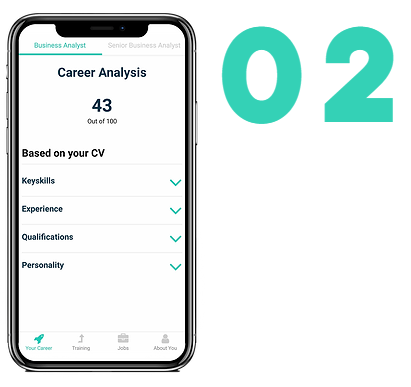 Business Analyst Senior Business Analyst
Career Analysis
43
Out of 100
Based on your CV
Keyskills
Experience
Qualifications
Personality
Your Career Training Jobs About You
02